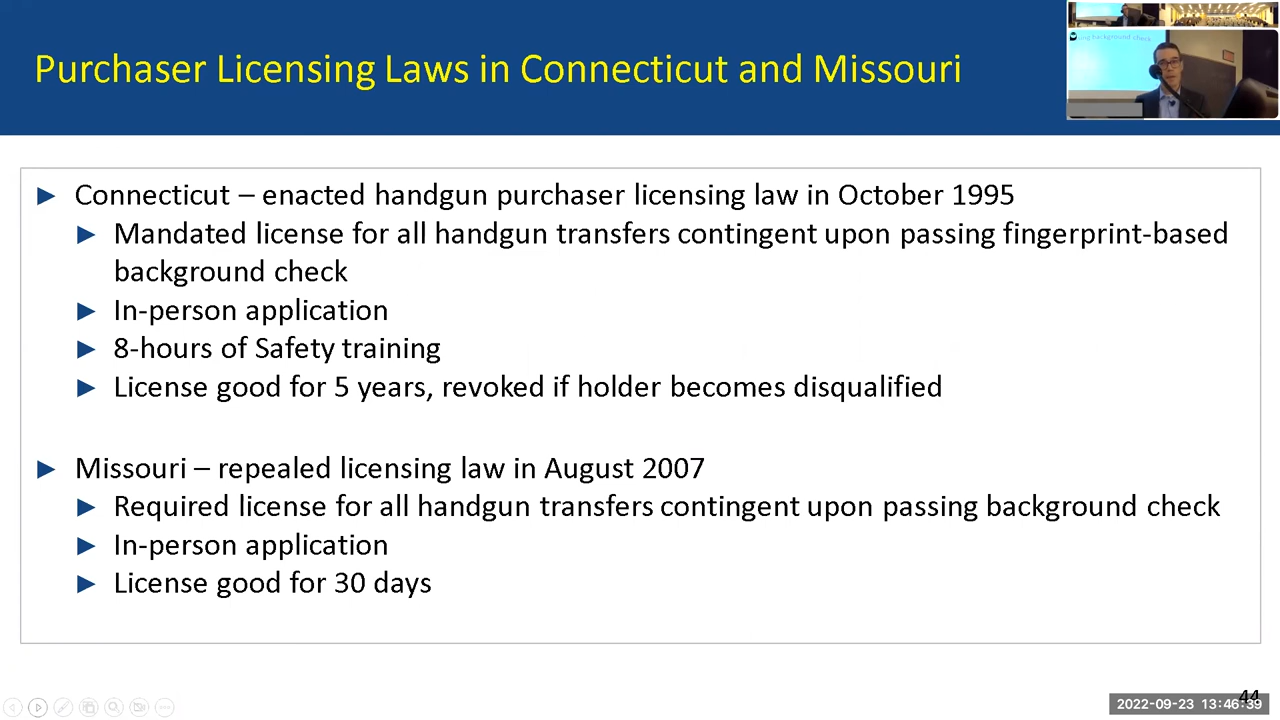 Purchaser Licensing Laws in Connecticut and Missouri
sing background check
► Connecticut – enacted handgun purchaser licensing law in October 1995
► Mandated license for all handgun transfers contingent upon passing fingerprint-based
background check
► In-person application
► 8-hours of Safety training
► License good for 5 years, revoked if holder becomes disqualified
► Missouri – repealed licensing law in August 2007
► Required license for all handgun transfers contingent upon passing background check
► In-person application
► License good for 30 days
44
2022-09-23 13:46:39